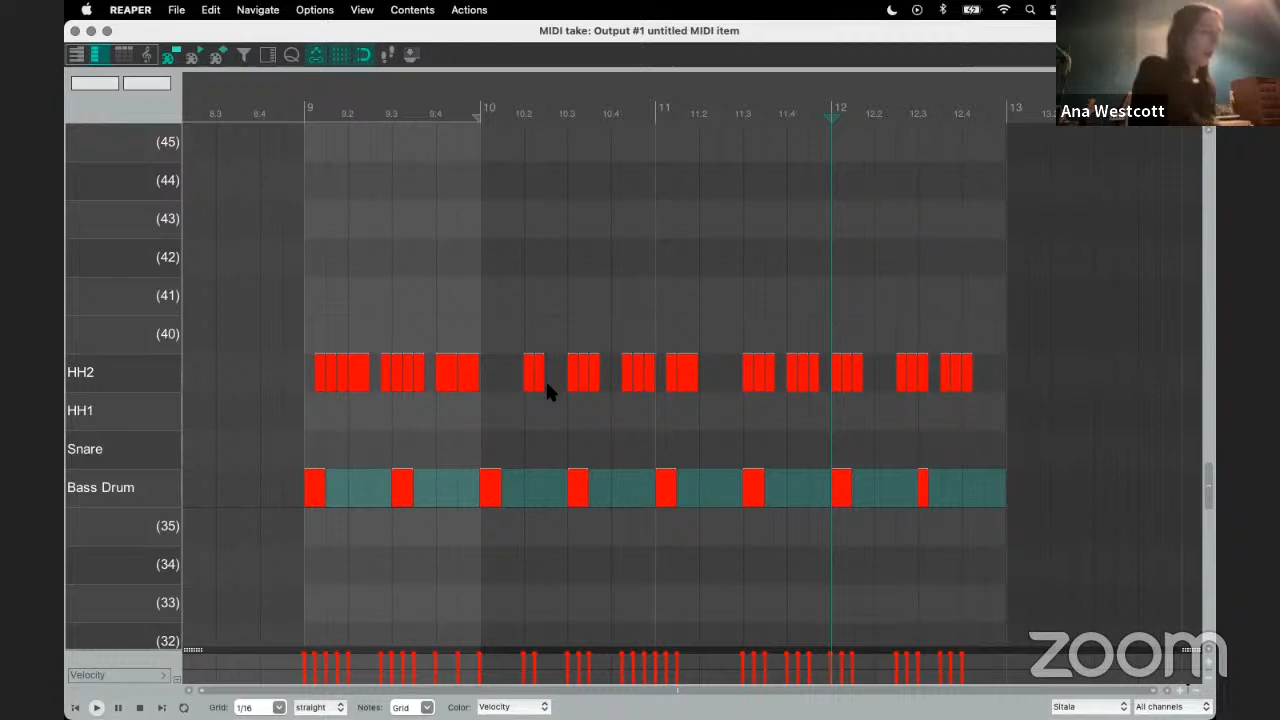 REAPER File Edit Navigate Options View Contents Actions
MIDI take: Output #1 untitled MIDI item
Ana Westcott
9 10 11 12 13
8.3 8.4 9.2 9.3 9.4 10.2 10.3 10.4 11.2 11.3 11.4 12.2 12.3 12.4
(45)
(44)
(43)
(42)
(41)
(40)
HH2
HH1
Snare
Bass Drum
(35)
(34)
(33)
(32)
zoom
Velocity
Grid: 1/16 straight Notes: Grid Color: Velocity Sitala All channels